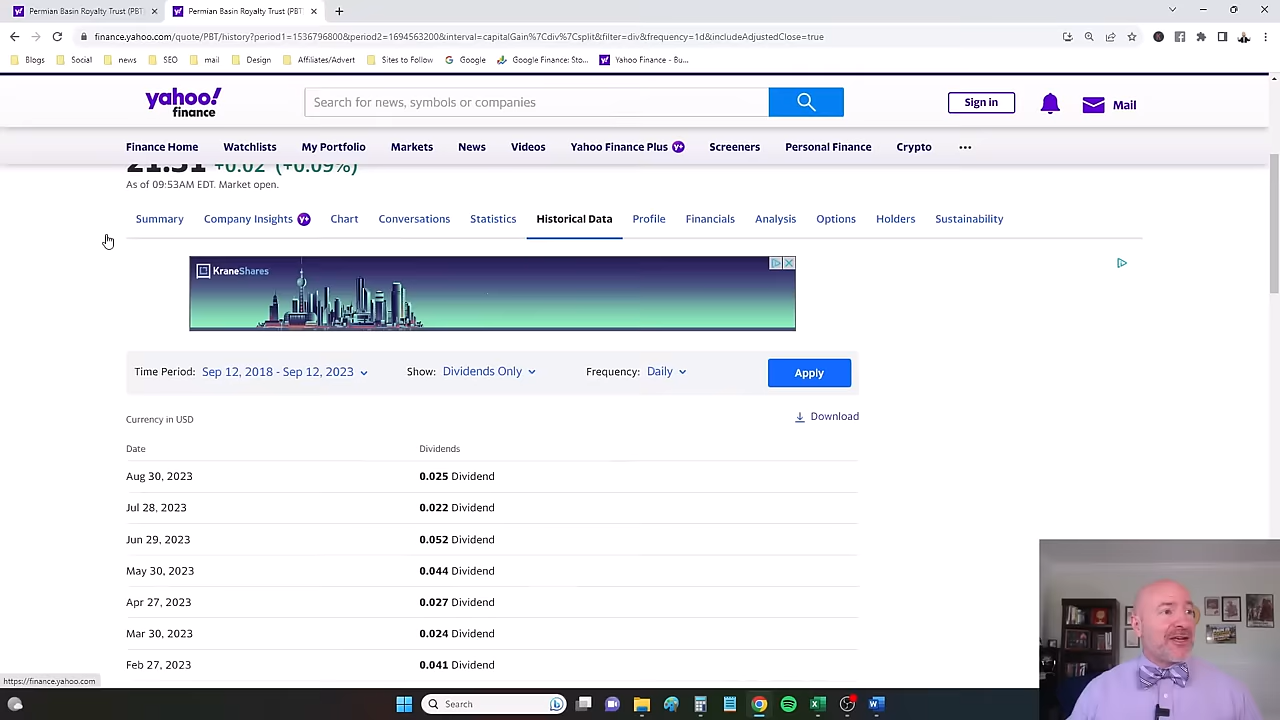 Permian Basin Royalty Trust (PBT)
Permian Basin Royalty Trust (PBT)
finance.yahoo.com/quote/PBT/history?period1=1536796800&period2=1694563200&interval=capitalGain%7Cdiv%7Csplit&filter=div&frequency=1d&includeAdjustedClose=true
Blogs Social news SEO mail Design Affiliates/Advert Sites to Follow Google Google Finance: Sto... Yahoo Finance - Bu...
yahoo! finance
Search for news, symbols or companies
Sign in
Mail
Finance Home Watchlists My Portfolio Markets News Videos Yahoo Finance Plus Y+ Screeners Personal Finance Crypto ...
21.51 +0.02 (+0.09%)
As of 09:53AM EDT. Market open.
Summary Company Insights Y+ Chart Conversations Statistics Historical Data Profile Financials Analysis Options Holders Sustainability
KraneShares
Time Period: Sep 12, 2018 - Sep 12, 2023 Show: Dividends Only Frequency: Daily Apply
Currency in USD Download
Date Dividends
Aug 30, 2023 0.025 Dividend
Jul 28, 2023 0.022 Dividend
Jun 29, 2023 0.052 Dividend
May 30, 2023 0.044 Dividend
Apr 27, 2023 0.027 Dividend
Mar 30, 2023 0.024 Dividend
Feb 27, 2023 0.041 Dividend
https://finance.yahoo.com
Search